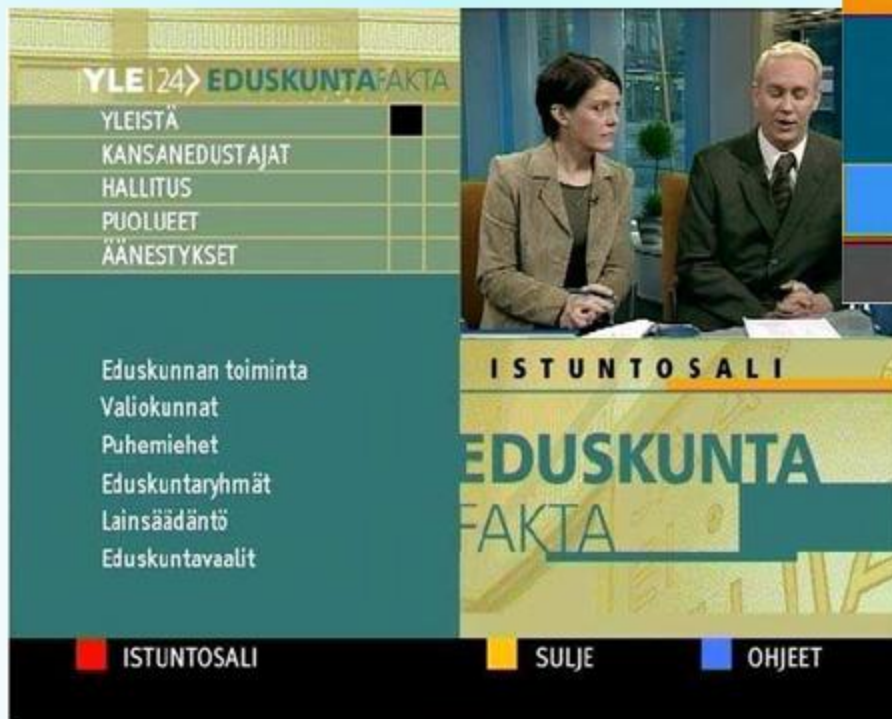 YLE|24> EDUSKUNTAFAKTA
YLEISTÄ
KANSANEDUSTAJAT
HALLITUS
PUOLUEET
ÄÄNESTYKSET
Eduskunnan toiminta
Valiokunnat
Puhemiehet
Eduskuntaryhmät
Lainsäädäntö
Eduskuntavaalit
ISTUNTOSALI
EDUSKUNTA
FAKTA
ISTUNTOSALI
SULJE
OHJEET